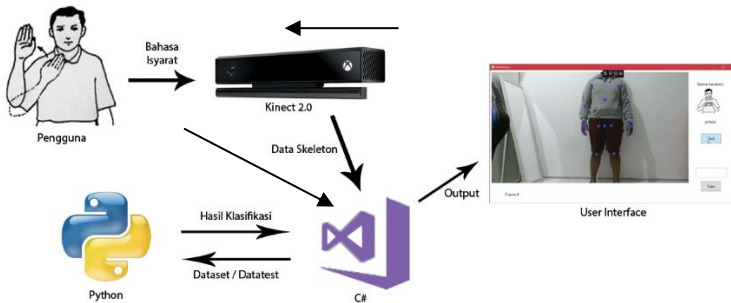 Bahasa
Isyarat
Kinect 2.0
Pengguna
Data Skeleton
Output
User Interface
Hasil Klasifikasi
Dataset / Datatest
Python
C#